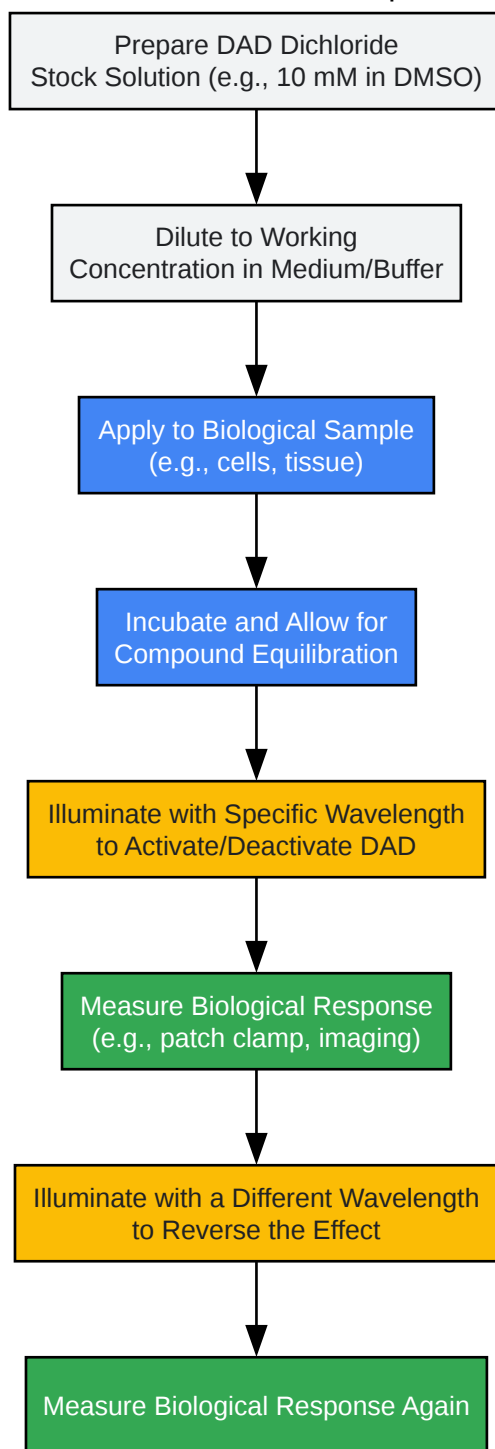 Prepare DAD Dichloride
Stock Solution (e.g., 10 mM in DMSO)
Dilute to Working
Concentration in Medium/Buffer
Apply to Biological Sample
(e.g., cells, tissue)
Incubate and Allow for
Compound Equilibration
Illuminate with Specific Wavelength
to Activate/Deactivate DAD
Measure Biological Response
(e.g., patch clamp, imaging)
Illuminate with a Different Wavelength
to Reverse the Effect
Measure Biological Response Again